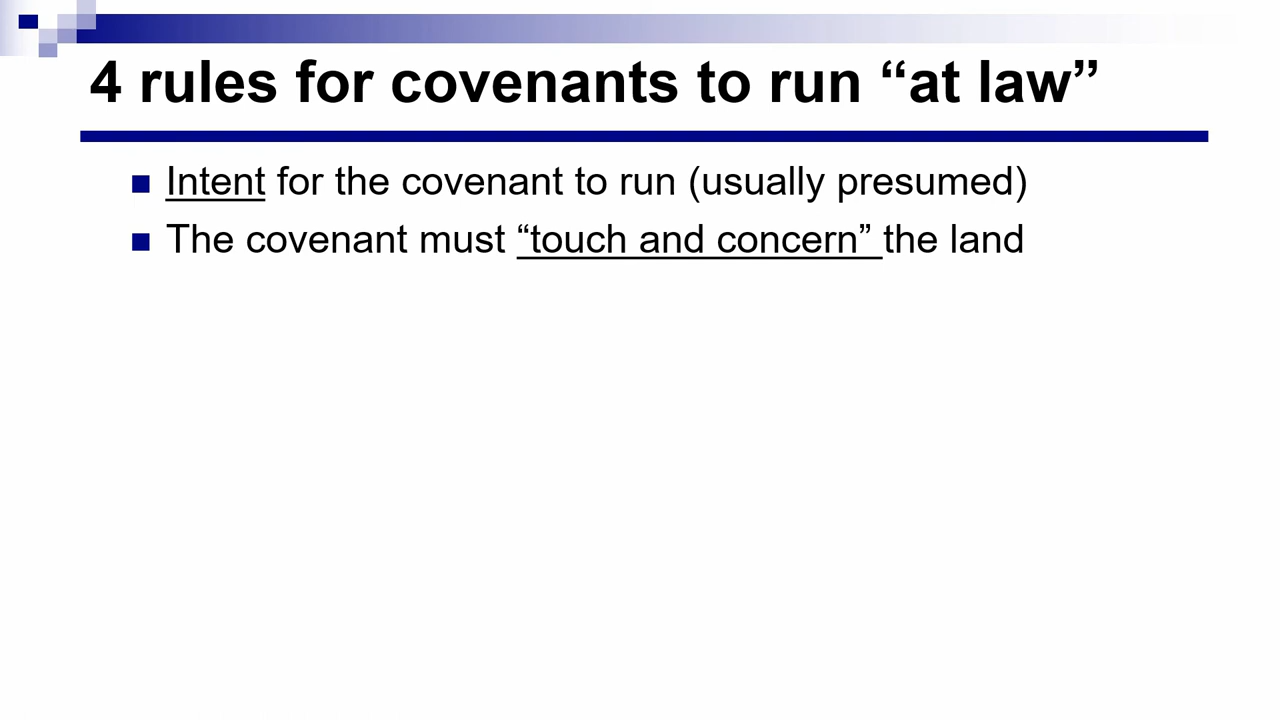 4 rules for covenants to run “at law”
Intent for the covenant to run (usually presumed)
The covenant must “touch and concern” the land